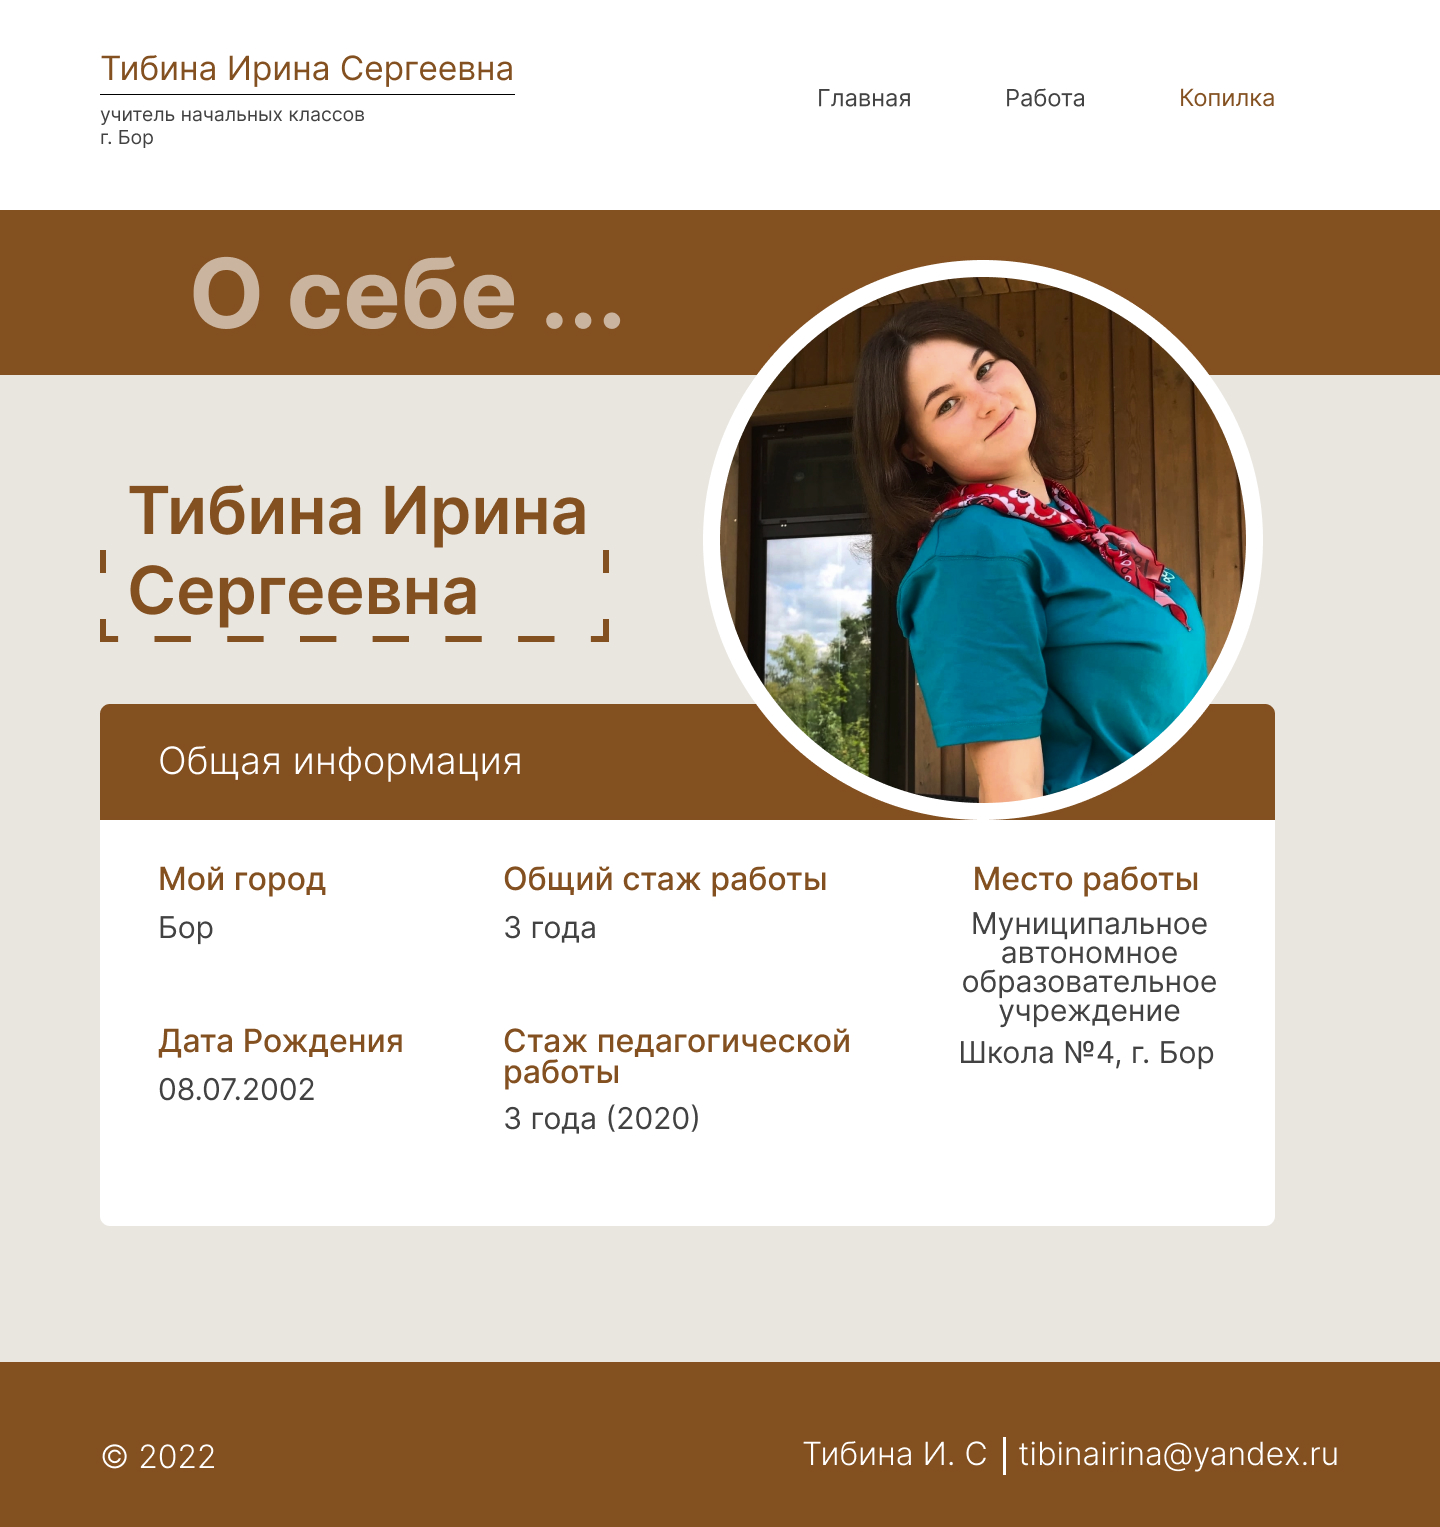 Тибина Ирина Сергеевна
учитель начальных классов
г. Бор
Главная
Работа
Копилка
О себе ...
Тибина Ирина
Сергеевна
Общая информация
Мой город
Бор
Общий стаж работы
3 года
Место работы
Муниципальное
автономное
образовательное
учреждение
Школа №4, г. Бор
Дата Рождения
08.07.2002
Стаж педагогической
работы
3 года (2020)
© 2022
Тибина И. С | tibinairina@yandex.ru